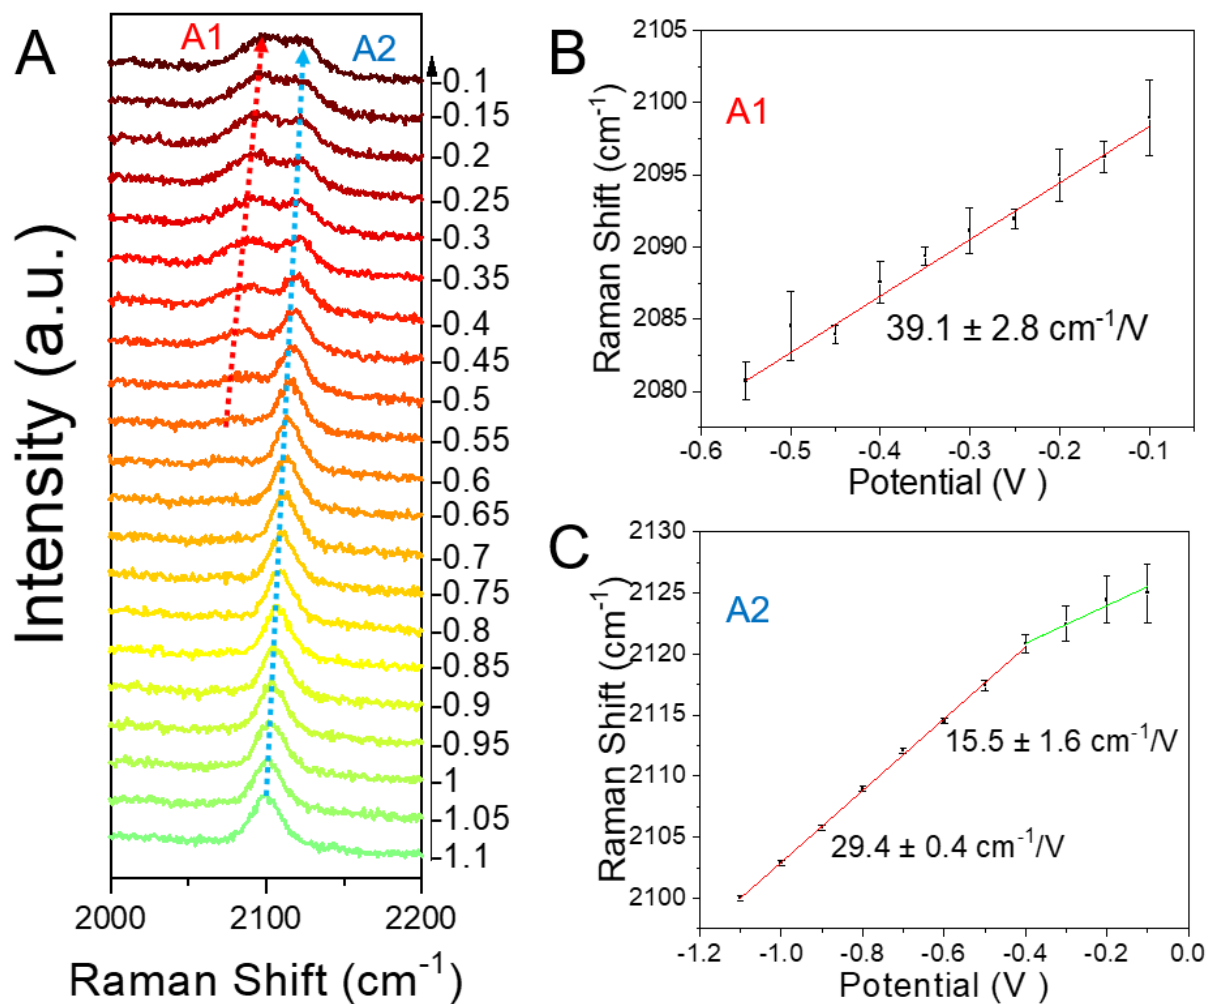 A
A1
A2
Intensity (a.u.)
-0.1
-0.15
-0.2
-0.25
-0.3
-0.35
-0.4
-0.45
-0.5
-0.55
-0.6
-0.65
-0.7
-0.75
-0.8
-0.85
-0.9
-0.95
-1
-1.05
-1.1
2000 2100 2200
Raman Shift (cm⁻¹)
B
A1
Raman Shift (cm⁻¹)
2105
2100
2095
2090
2085
2080
39.1 ± 2.8 cm⁻¹/V
-0.6 -0.5 -0.4 -0.3 -0.2 -0.1
Potential (V )
C
A2
Raman Shift (cm⁻¹)
2130
2125
2120
2115
2110
2105
2100
15.5 ± 1.6 cm⁻¹/V
29.4 ± 0.4 cm⁻¹/V
-1.2 -1.0 -0.8 -0.6 -0.4 -0.2 0.0
Potential (V )